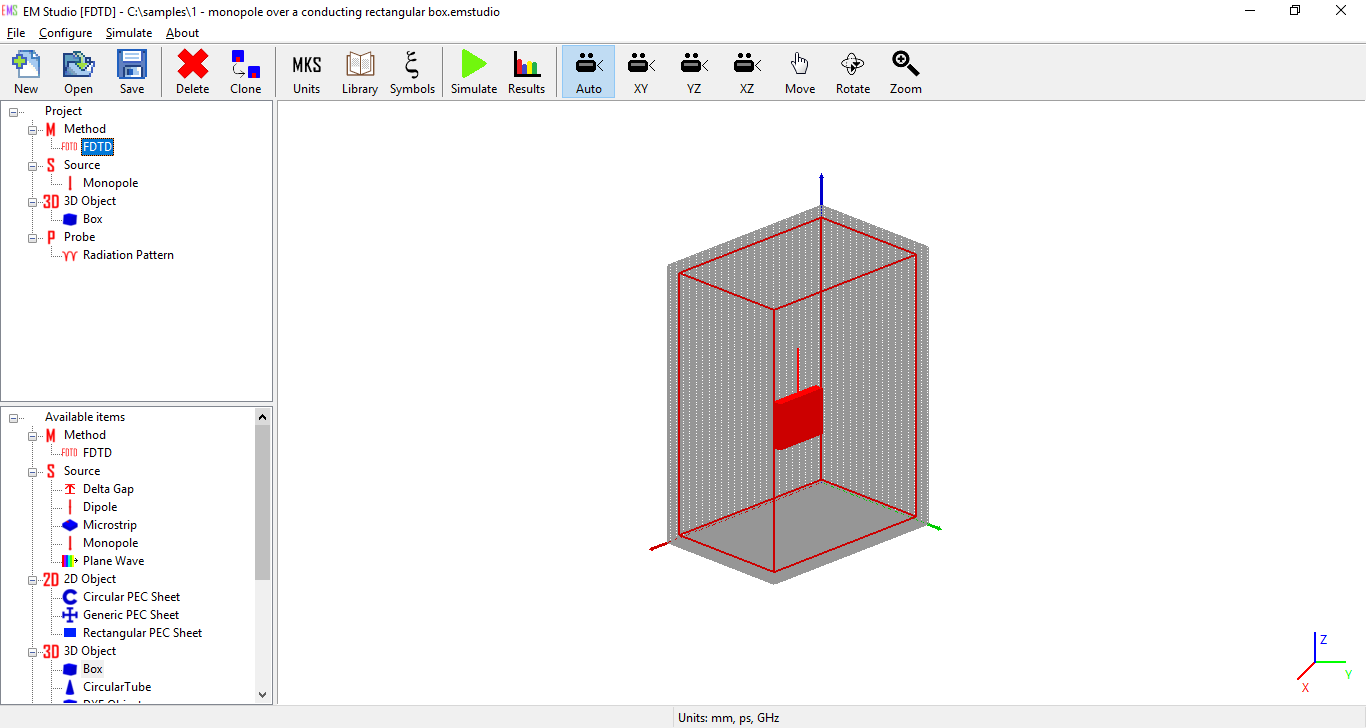 EMS EM Studio [FDTD] - C:\samples\1 - monopole over a conducting rectangular box.emstudio
File Configure Simulate About
MKS ξ
New Open Save Delete Clone Units Library Symbols Simulate Results Auto XY YZ XZ Move Rotate Zoom
Project
M Method
FDTD FDTD
S Source
Monopole
3D 3D Object
Box
P Probe
Radiation Pattern
Available items
M Method
FDTD FDTD
S Source
Delta Gap
Dipole
Microstrip
Monopole
Plane Wave
2D 2D Object
Circular PEC Sheet
Generic PEC Sheet
Rectangular PEC Sheet
3D 3D Object
Box
CircularTube
Z
Y
X
Units: mm, ps, GHz